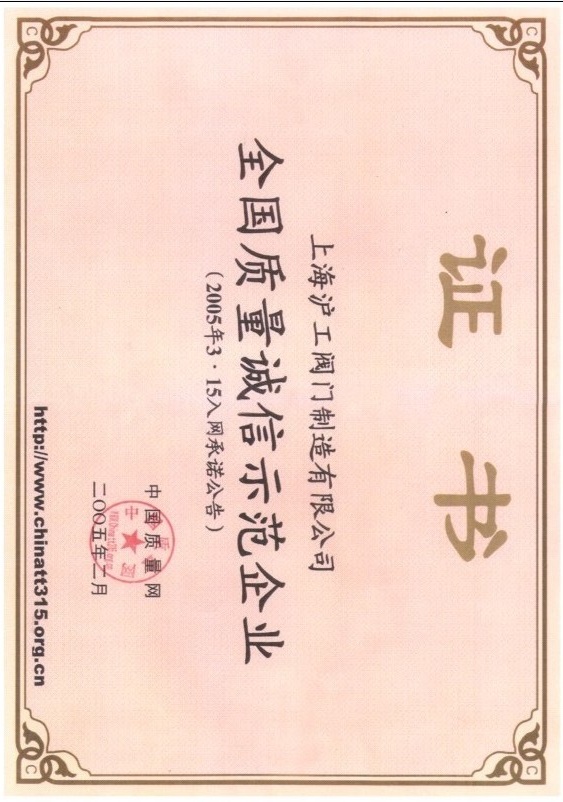 证书
上海沪工阀门制造有限公司
全国质量诚信示范企业
(2005年3·15入网承诺公告)
中国质量网
二〇〇五年二月
http://www.chinatt315.org.cn